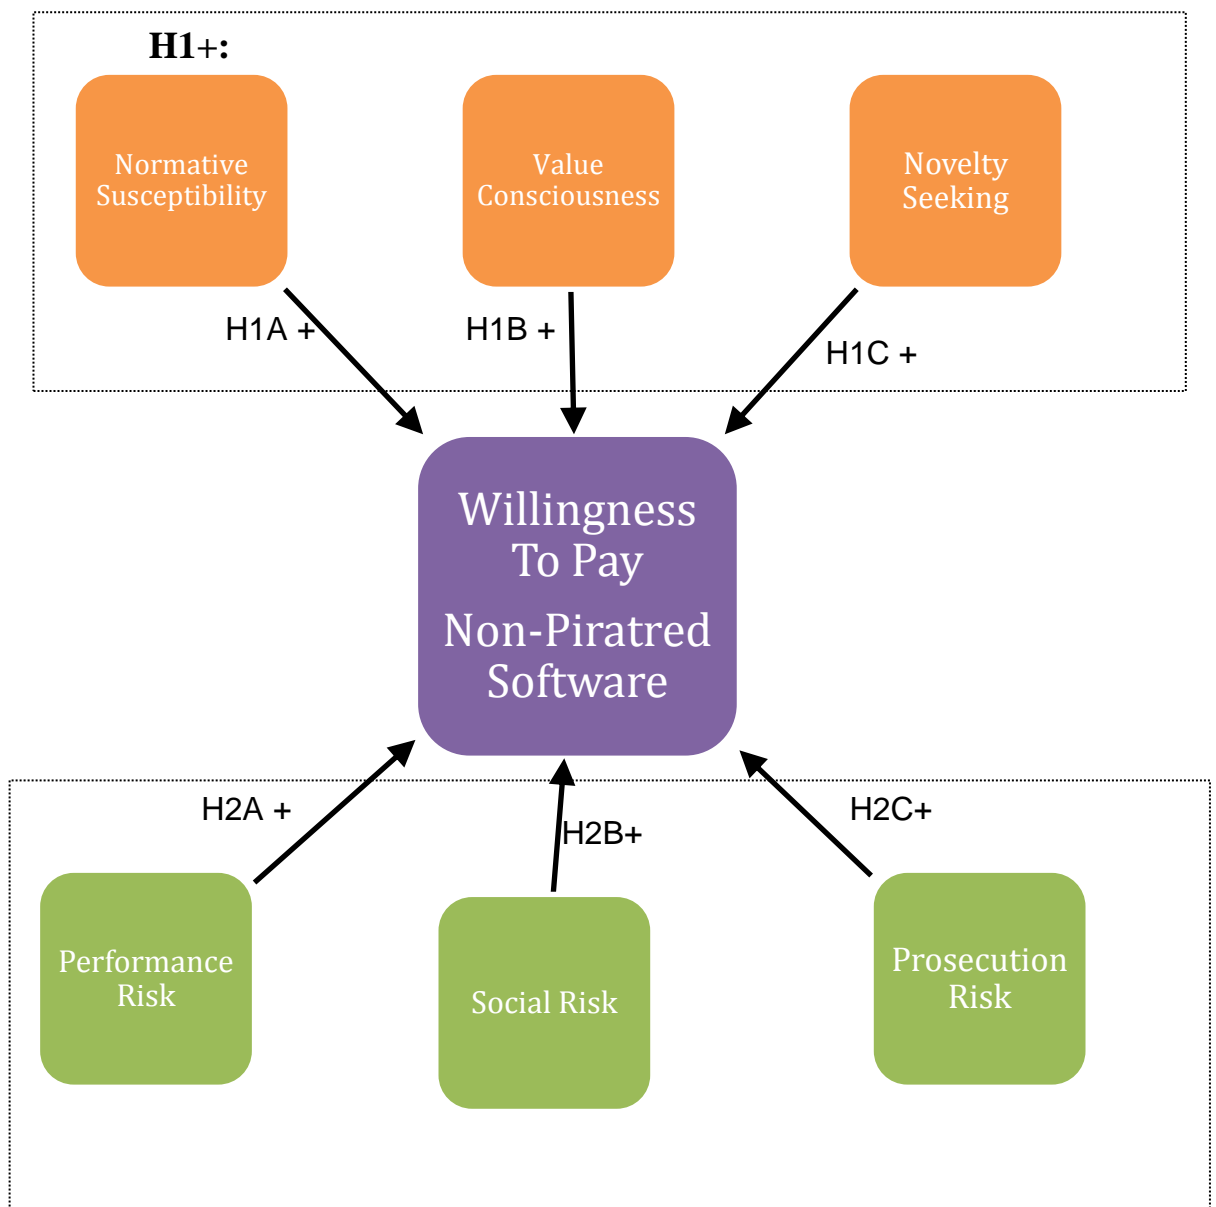 H1+:
Normative
Susceptibility
Value
Consciousness
Novelty
Seeking
H1A +
H1B +
H1C +
Willingness
To Pay
Non-Piratred
Software
H2A +
H2B+
H2C+
Performance
Risk
Social Risk
Prosecution
Risk